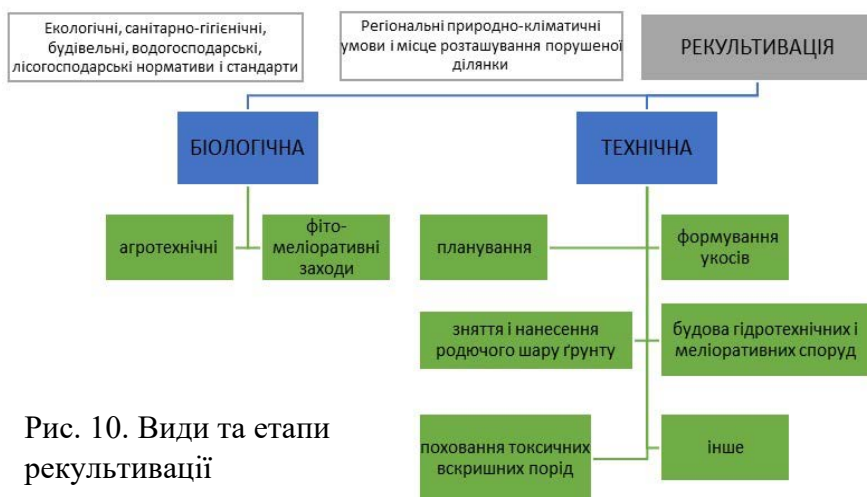 Екологічні, санітарно-гігієнічні,
будівельні, водогосподарські,
лісогосподарські нормативи і стандарти
Регіональні природно-кліматичні
умови і місце розташування порушеної
ділянки
РЕКУЛЬТИВАЦІЯ
БІОЛОГІЧНА
ТЕХНІЧНА
агротехнічні
фіто-
меліоративні
заходи
планування
формування
укосів
зняття і нанесення
родючого шару ґрунту
будова гідротехнічних і
меліоративних споруд
поховання токсичних
вскришних порід
інше
Рис. 10. Види та етапи
рекультивації